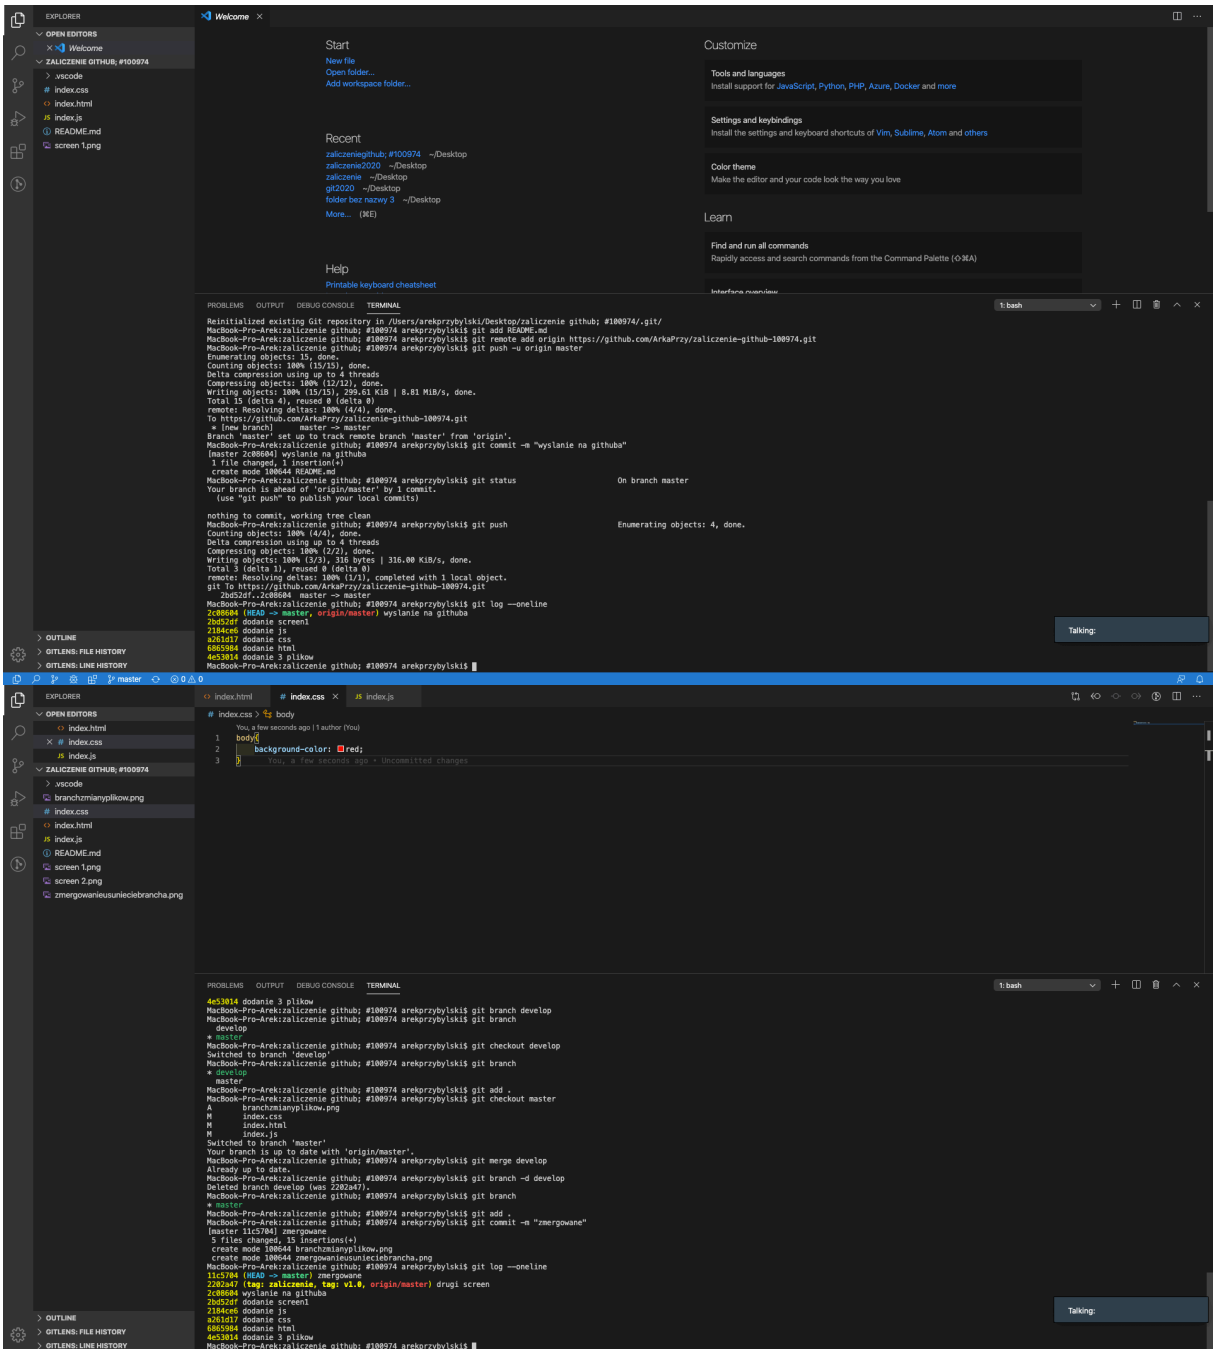 EXPLORER
Welcome ×
OPEN EDITORS
× Welcome
ZALICZENIE GITHUB; #100974
> .vscode
# index.css
<> index.html
JS index.js
README.md
screen 1.png
Start
New file
Open folder...
Add workspace folder...
Recent
zaliczeniegithub; #100974 ~/Desktop
zaliczenie2020 ~/Desktop
zaliczenie ~/Desktop
git2020 ~/Desktop
folder bez nazwy 3 ~/Desktop
More... (⌘E)
Help
Printable keyboard cheatsheet
Customize
Tools and languages
Install support for JavaScript, Python, PHP, Azure, Docker and more
Settings and keybindings
Install the settings and keyboard shortcuts of Vim, Sublime, Atom and others
Color theme
Make the editor and your code look the way you love
Learn
Find and run all commands
Rapidly access and search commands from the Command Palette (⇧⌘A)
Interface overview
PROBLEMS OUTPUT DEBUG CONSOLE TERMINAL
1: bash
Reinitialized existing Git repository in /Users/arekprzybylski/Desktop/zaliczenie github; #100974/.git/
MacBook-Pro-Arek:zaliczenie github; #100974 arekprzybylski$ git add README.md
MacBook-Pro-Arek:zaliczenie github; #100974 arekprzybylski$ git remote add origin https://github.com/ArkaPrzy/zaliczenie-github-100974.git
MacBook-Pro-Arek:zaliczenie github; #100974 arekprzybylski$ git push -u origin master
Enumerating objects: 15, done.
Counting objects: 100% (15/15), done.
Delta compression using up to 4 threads
Compressing objects: 100% (12/12), done.
Writing objects: 100% (15/15), 299.61 KiB | 8.81 MiB/s, done.
Total 15 (delta 4), reused 0 (delta 0)
remote: Resolving deltas: 100% (4/4), done.
To https://github.com/ArkaPrzy/zaliczenie-github-100974.git
* [new branch] master -> master
Branch 'master' set up to track remote branch 'master' from 'origin'.
MacBook-Pro-Arek:zaliczenie github; #100974 arekprzybylski$ git commit -m "wyslanie na githuba"
[master 2c08604] wyslanie na githuba
1 file changed, 1 insertion(+)
create mode 100644 README.md
MacBook-Pro-Arek:zaliczenie github; #100974 arekprzybylski$ git status On branch master
Your branch is ahead of 'origin/master' by 1 commit.
(use "git push" to publish your local commits)
nothing to commit, working tree clean
MacBook-Pro-Arek:zaliczenie github; #100974 arekprzybylski$ git push Enumerating objects: 4, done.
Counting objects: 100% (4/4), done.
Delta compression using up to 4 threads
Compressing objects: 100% (2/2), done.
Writing objects: 100% (3/3), 316 bytes | 316.00 KiB/s, done.
Total 3 (delta 1), reused 0 (delta 0)
remote: Resolving deltas: 100% (1/1), completed with 1 local object.
git To https://github.com/ArkaPrzy/zaliczenie-github-100974.git
2bd52df..2c08604 master -> master
MacBook-Pro-Arek:zaliczenie github; #100974 arekprzybylski$ git log --oneline
2c08604 (HEAD -> master, origin/master) wyslanie na githuba
2bd52df dodanie screen1
2184ce6 dodanie js
a261d17 dodanie css
6865984 dodanie html
4e53014 dodanie 3 plikow
MacBook-Pro-Arek:zaliczenie github; #100974 arekprzybylski$
> OUTLINE
> GITLENS: FILE HISTORY
> GITLENS: LINE HISTORY
Talking:
master 0 0
EXPLORER
<> index.html # index.css × JS index.js
OPEN EDITORS
<> index.html
× # index.css
JS index.js
ZALICZENIE GITHUB; #100974
> .vscode
branchzmianyplikow.png
# index.css
<> index.html
JS index.js
README.md
screen 1.png
screen 2.png
zmergowanieusunieciebrancha.png
# index.css > body
You, a few seconds ago | 1 author (You)
1 body{
2 background-color: red;
3 } You, a few seconds ago • Uncommitted changes
PROBLEMS OUTPUT DEBUG CONSOLE TERMINAL
1: bash
4e53014 dodanie 3 plikow
MacBook-Pro-Arek:zaliczenie github; #100974 arekprzybylski$ git branch develop
MacBook-Pro-Arek:zaliczenie github; #100974 arekprzybylski$ git branch
develop
* master
MacBook-Pro-Arek:zaliczenie github; #100974 arekprzybylski$ git checkout develop
Switched to branch 'develop'
MacBook-Pro-Arek:zaliczenie github; #100974 arekprzybylski$ git branch
* develop
master
MacBook-Pro-Arek:zaliczenie github; #100974 arekprzybylski$ git add .
MacBook-Pro-Arek:zaliczenie github; #100974 arekprzybylski$ git checkout master
A branchzmianyplikow.png
M index.css
M index.html
M index.js
Switched to branch 'master'
Your branch is up to date with 'origin/master'.
MacBook-Pro-Arek:zaliczenie github; #100974 arekprzybylski$ git merge develop
Already up to date.
MacBook-Pro-Arek:zaliczenie github; #100974 arekprzybylski$ git branch -d develop
Deleted branch develop (was 2202a47).
MacBook-Pro-Arek:zaliczenie github; #100974 arekprzybylski$ git branch
* master
MacBook-Pro-Arek:zaliczenie github; #100974 arekprzybylski$ git add .
MacBook-Pro-Arek:zaliczenie github; #100974 arekprzybylski$ git commit -m "zmergowane"
[master 11c5704] zmergowane
5 files changed, 15 insertions(+)
create mode 100644 branchzmianyplikow.png
create mode 100644 zmergowanieusunieciebrancha.png
MacBook-Pro-Arek:zaliczenie github; #100974 arekprzybylski$ git log --oneline
11c5704 (HEAD -> master) zmergowane
2202a47 (tag: zaliczenie, tag: v1.0, origin/master) drugi screen
2c08604 wyslanie na githuba
2bd52df dodanie screen1
2184ce6 dodanie js
a261d17 dodanie css
6865984 dodanie html
4e53014 dodanie 3 plikow
MacBook-Pro-Arek:zaliczenie github; #100974 arekprzybylski$
> OUTLINE
> GITLENS: FILE HISTORY
> GITLENS: LINE HISTORY
Talking: